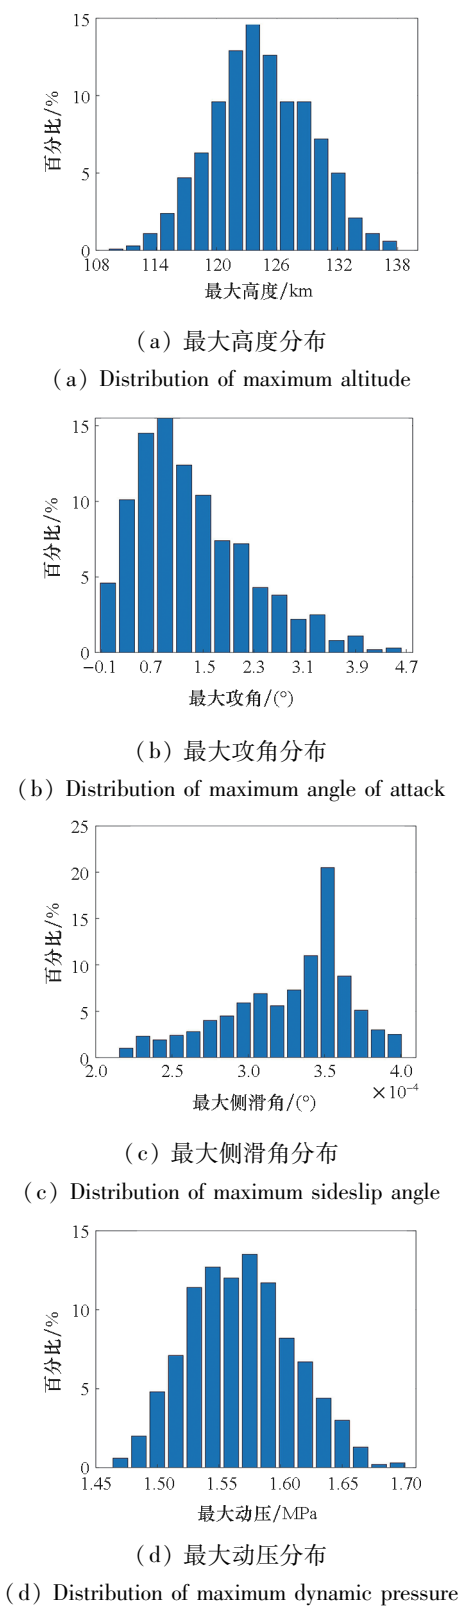 15
10
5
0
百分比/%
108 114 120 126 132 138
最大高度/km
(a) 最大高度分布
(a) Distribution of maximum altitude
15
10
5
0
百分比/%
−0.1 0.7 1.5 2.3 3.1 3.9 4.7
最大攻角/(°)
(b) 最大攻角分布
(b) Distribution of maximum angle of attack
25
20
15
10
5
0
百分比/%
2.0 2.5 3.0 3.5 4.0
×10⁻⁴
最大侧滑角/(°)
(c) 最大侧滑角分布
(c) Distribution of maximum sideslip angle
15
10
5
0
百分比/%
1.45 1.50 1.55 1.60 1.65 1.70
最大动压/MPa
(d) 最大动压分布
(d) Distribution of maximum dynamic pressure